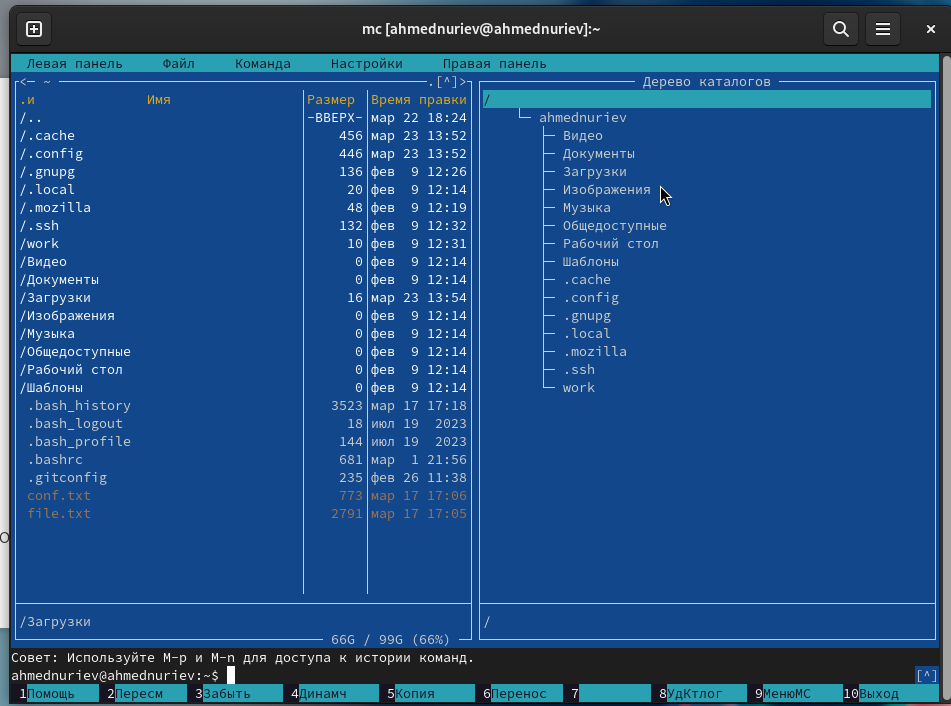 mc [ahmednuriev@ahmednuriev]:~
Левая панель Файл Команда Настройки Правая панель
<─ ~ .[^]>
.и Имя Размер Время правки
/.. -ВВЕРХ- мар 22 18:24
/.cache 456 мар 23 13:52
/.config 446 мар 23 13:52
/.gnupg 136 фев 9 12:26
/.local 20 фев 9 12:14
/.mozilla 48 фев 9 12:19
/.ssh 132 фев 9 12:32
/work 10 фев 9 12:31
/Видео 0 фев 9 12:14
/Документы 0 фев 9 12:14
/Загрузки 16 мар 23 13:54
/Изображения 0 фев 9 12:14
/Музыка 0 фев 9 12:14
/Общедоступные 0 фев 9 12:14
/Рабочий стол 0 фев 9 12:14
/Шаблоны 0 фев 9 12:14
.bash_history 3523 мар 17 17:18
.bash_logout 18 июл 19 2023
.bash_profile 144 июл 19 2023
.bashrc 681 мар 1 21:56
.gitconfig 235 фев 26 11:38
conf.txt 773 мар 17 17:06
file.txt 2791 мар 17 17:05
/Загрузки
66G / 99G (66%)
Дерево каталогов
/
ahmednuriev
Видео
Документы
Загрузки
Изображения
Музыка
Общедоступные
Рабочий стол
Шаблоны
.cache
.config
.gnupg
.local
.mozilla
.ssh
work
/
Совет: Используйте M-p и M-n для доступа к истории команд.
ahmednuriev@ahmednuriev:~$ [^]
1Помощь 2Пересм 3Забыть 4Динамч 5Копия 6Перенос 7 8УдКтлог 9МенюMC 10Выход